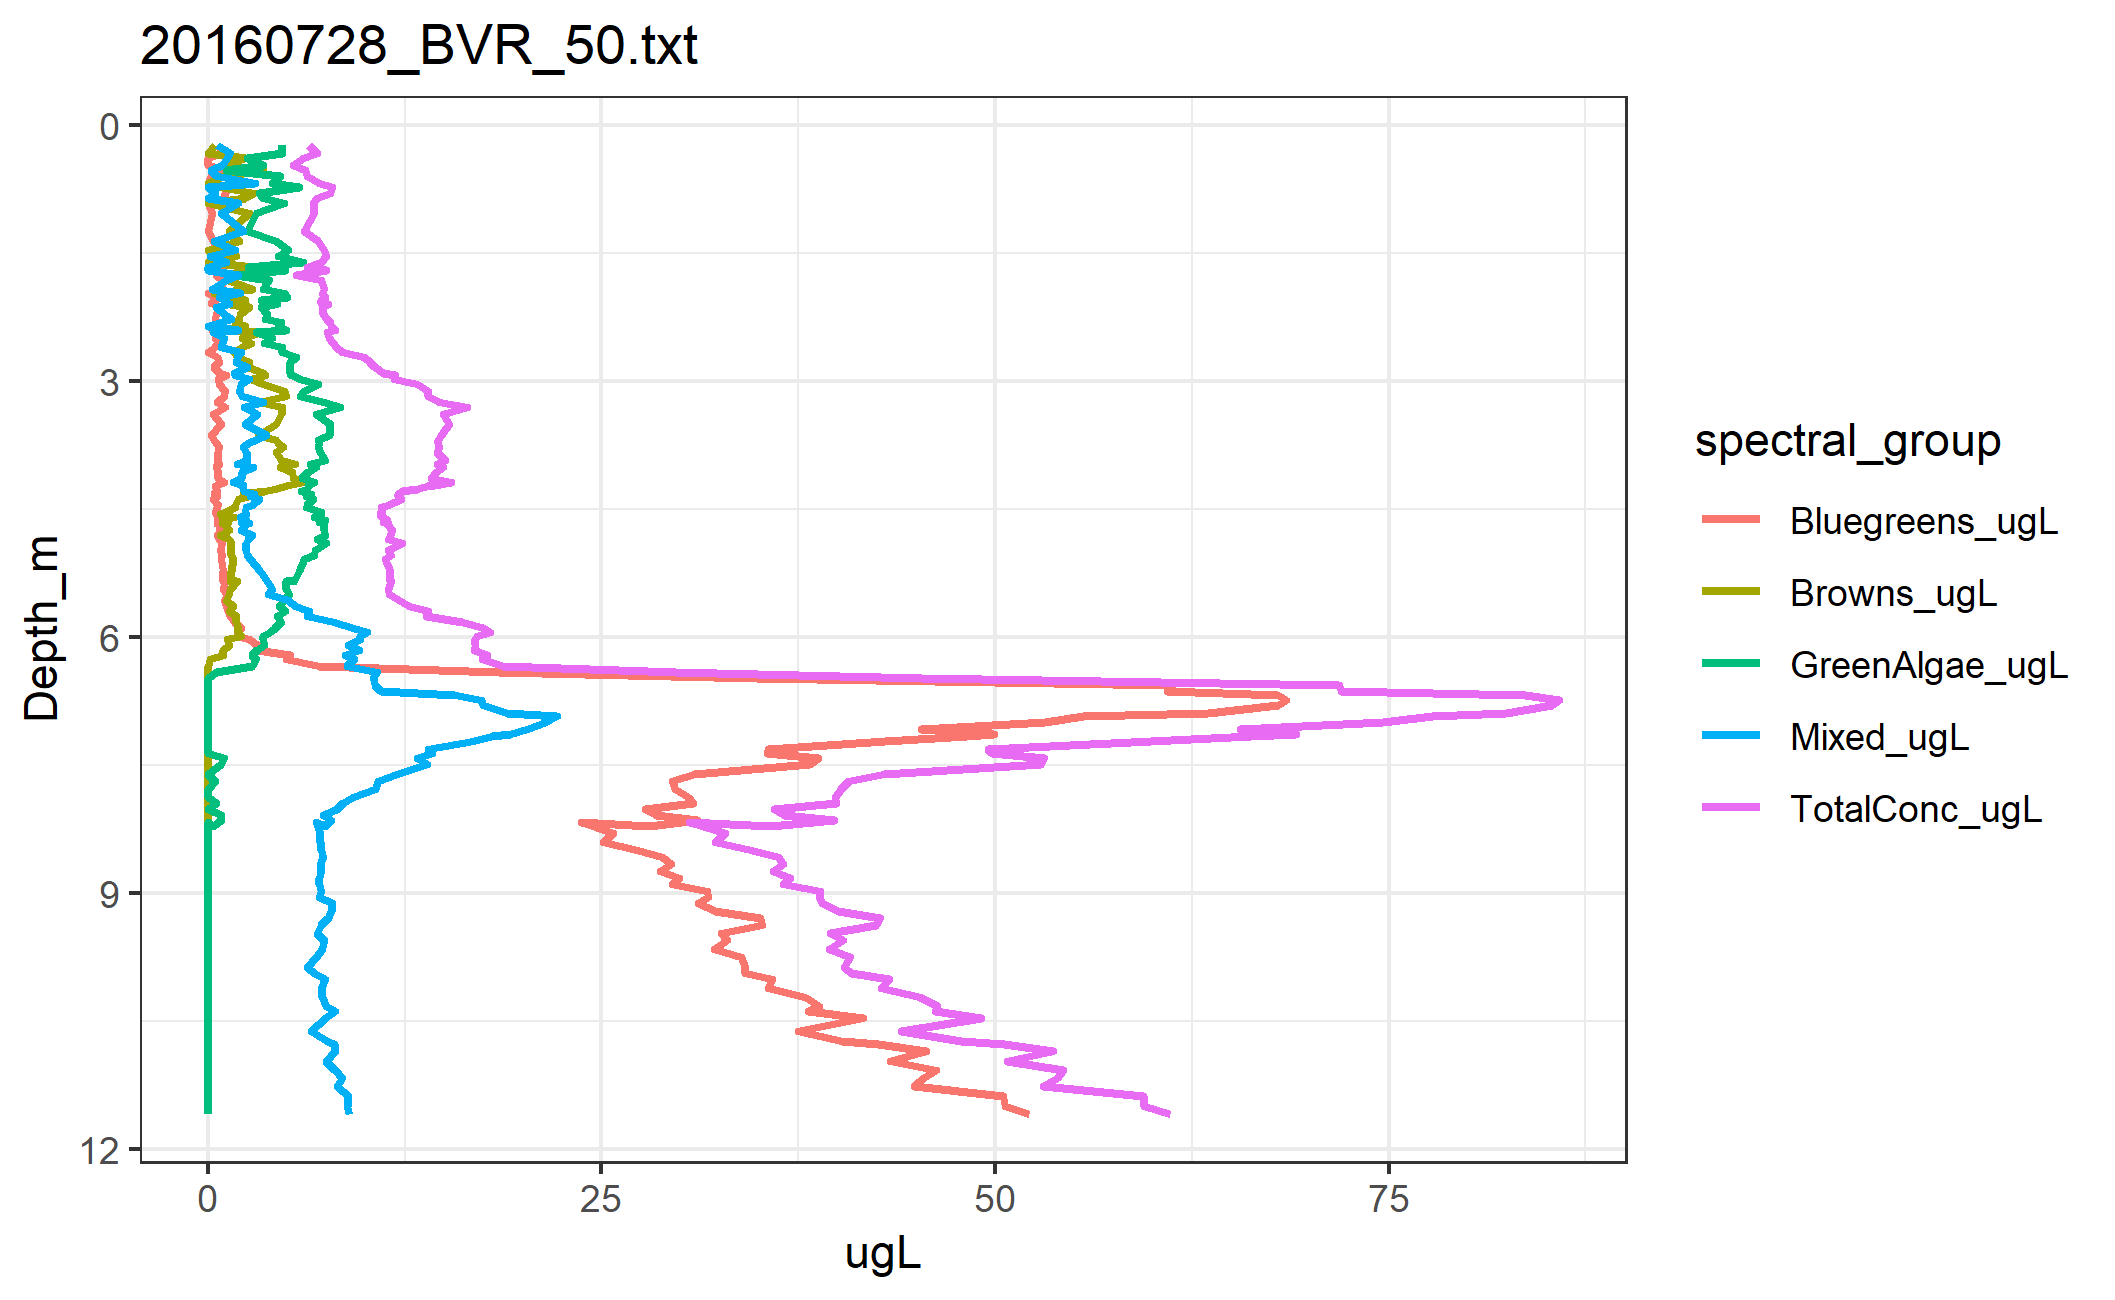 20160728_BVR_50.txt
0
3
6
9
12
Depth_m
0
25
50
75
ugL
spectral_group
Bluegreens_ugL
Browns_ugL
GreenAlgae_ugL
Mixed_ugL
TotalConc_ugL